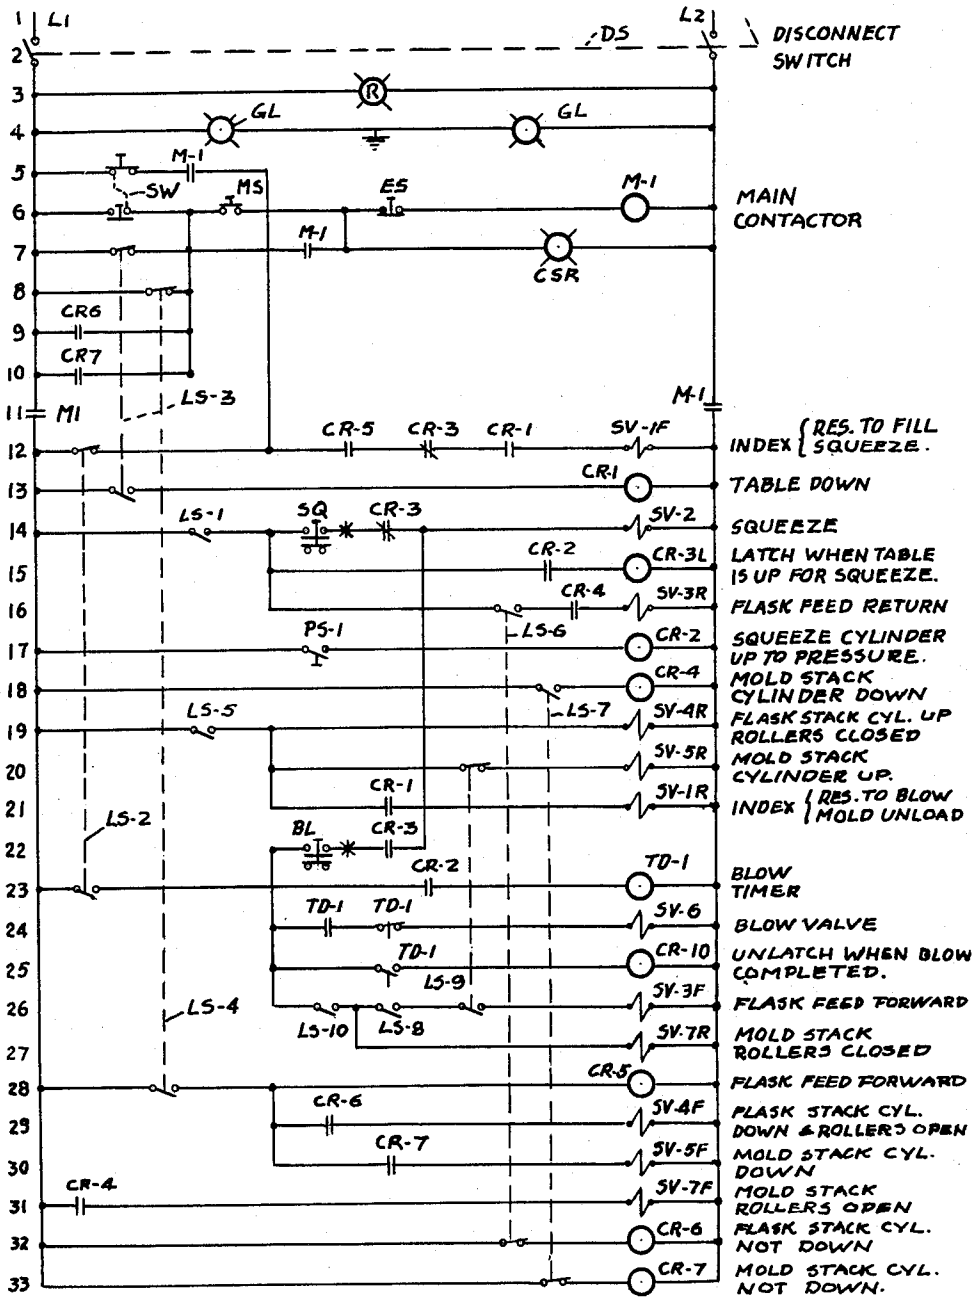 1 L1 L2
DS DISCONNECT
2 SWITCH
3 R
4 GL GL
5 M-1
SW MS ES M-1 MAIN
6 CONTACTOR
7 M-1
CSR
8
9 CR6
10 CR7
LS-3
11 M1 M-1
12 CR-5 CR-3 CR-1 SV-1F INDEX { RES. TO FILL
SQUEEZE.
13 CR-1 TABLE DOWN
14 LS-1 SQ CR-3 SV-2 SQUEEZE
15 CR-2 CR-3L LATCH WHEN TABLE
IS UP FOR SQUEEZE.
16 CR-4 SV-3R FLASK FEED RETURN
LS-6
17 PS-1 CR-2 SQUEEZE CYLINDER
UP TO PRESSURE.
18 CR-4 MOLD STACK
CYLINDER DOWN
LS-7
19 LS-5 SV-4R FLASK STACK CYL. UP
ROLLERS CLOSED
20 SV-5R MOLD STACK
CYLINDER UP.
21 CR-1 SV-1R INDEX { RES. TO BLOW
MOLD UNLOAD
LS-2
22 BL CR-3
23 CR-2 TD-1 BLOW
TIMER
24 TD-1 TD-1 SV-6 BLOW VALVE
25 TD-1 CR-10 UNLATCH WHEN BLOW
COMPLETED.
LS-9
26 LS-10 LS-8 SV-3F FLASK FEED FORWARD
LS-4
27 SV-7R MOLD STACK
ROLLERS CLOSED
28 CR-5 FLASK FEED FORWARD
29 CR-6 SV-4F FLASK STACK CYL.
DOWN & ROLLERS OPEN
30 CR-7 SV-5F MOLD STACK CYL.
DOWN
31 CR-4 SV-7F MOLD STACK
ROLLERS OPEN
32 CR-6 FLASK STACK CYL.
NOT DOWN
33 CR-7 MOLD STACK CYL.
NOT DOWN.